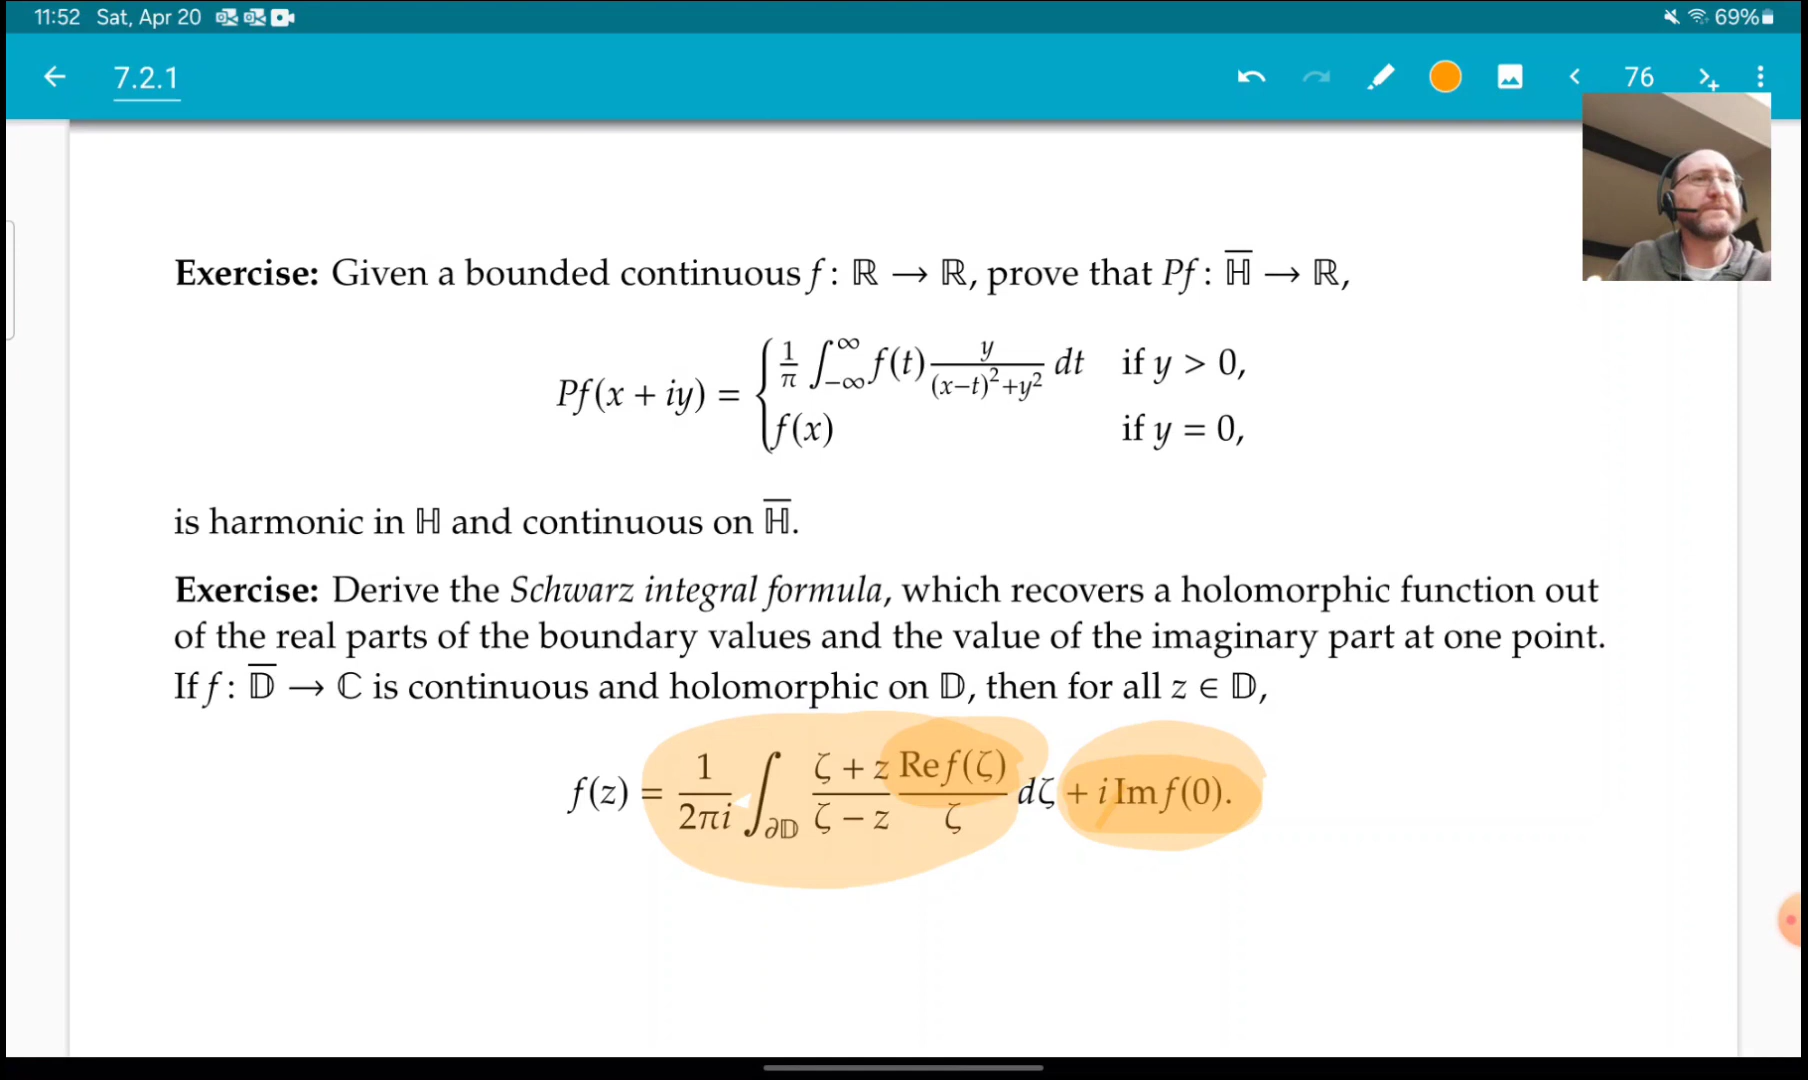 11:52 Sat, Apr 20 69%
7.2.1 76
Exercise: Given a bounded continuous f : ℝ → ℝ, prove that Pf : ℍ̅ → ℝ,
Pf(x + iy) = { 1/π ∫_{−∞}^{∞} f(t) y/((x−t)²+y²) dt if y > 0,
f(x) if y = 0,
is harmonic in ℍ and continuous on ℍ̅.
Exercise: Derive the Schwarz integral formula, which recovers a holomorphic function out
of the real parts of the boundary values and the value of the imaginary part at one point.
If f : 𝔻̅ → ℂ is continuous and holomorphic on 𝔻, then for all z ∈ 𝔻,
f(z) = 1/(2πi) ∫_{∂𝔻} (ζ + z)/(ζ − z) Re f(ζ)/ζ dζ + i Im f(0).